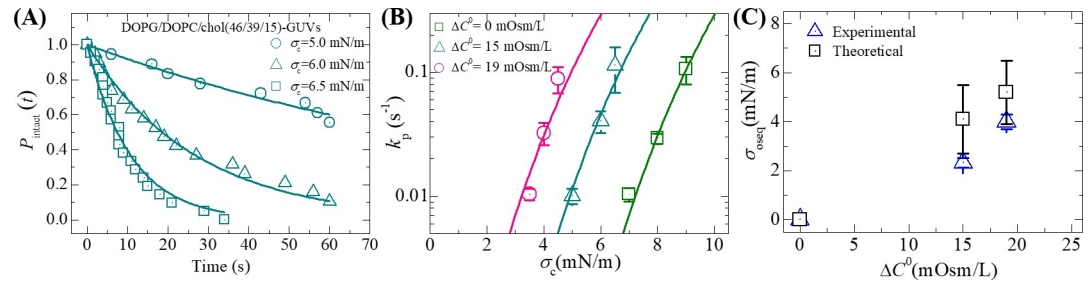 (A)
DOPG/DOPC/chol(46/39/15)-GUVs
σc=5.0 mN/m
σc=6.0 mN/m
σc=6.5 mN/m
Pintact (t)
1.0
0.8
0.6
0.4
0.2
0.0
0 10 20 30 40 50 60 70
Time (s)
(B)
ΔC⁰= 0 mOsm/L
ΔC⁰= 15 mOsm/L
ΔC⁰= 19 mOsm/L
kp (s⁻¹)
0.1
0.01
0 2 4 6 8 10
σc(mN/m)
(C)
Experimental
Theoretical
σoseq(mN/m)
8
6
4
2
0
0 5 10 15 20 25
ΔC⁰(mOsm/L)